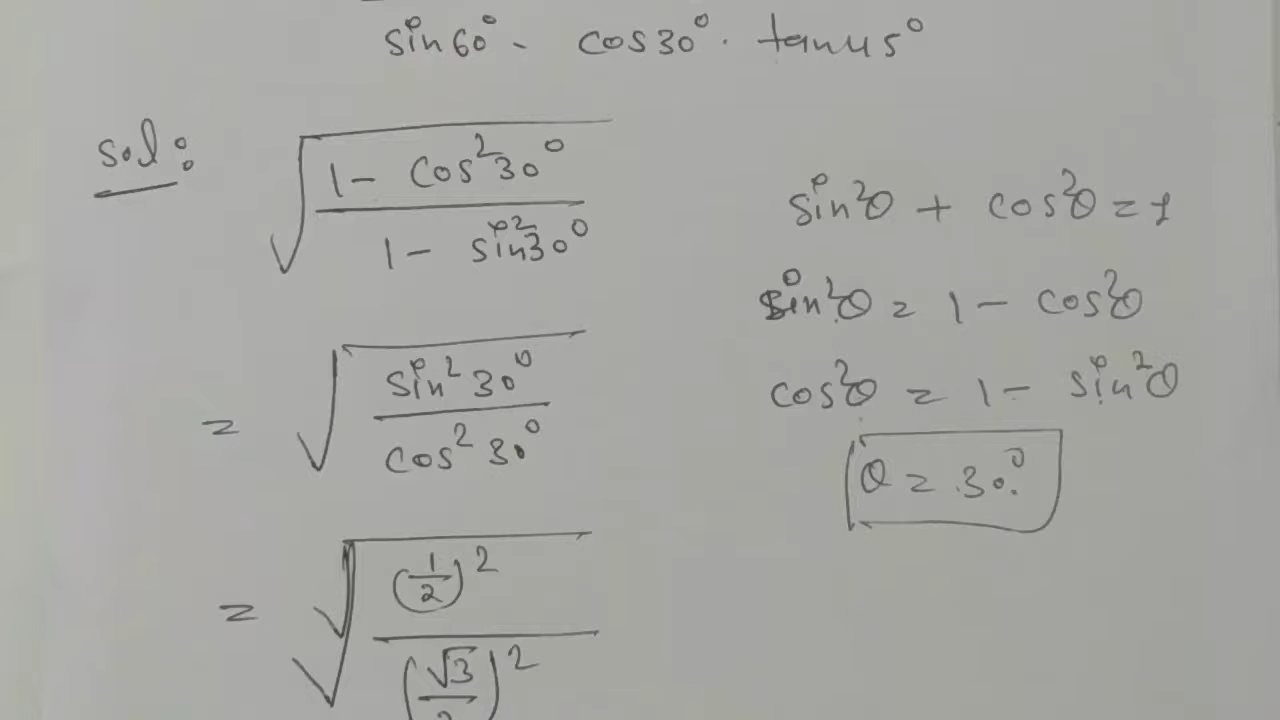 sin60° - cos30° · tan45°
sol:
√((1 - cos²30°)/(1 - sin²30°))
= √((sin²30°)/(cos²30°))
= √(((1/2)²)/((√3/2)²))
sin²θ + cos²θ = 1
sin²θ = 1 - cos²θ
cos²θ = 1 - sin²θ
θ = 30°